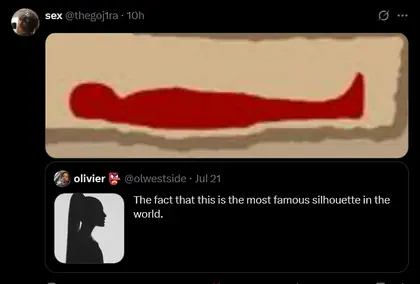 sex @thegoj1ra · 10h
olivier 👺 @olwestside · Jul 21
The fact that this is the most famous silhouette in the
world.